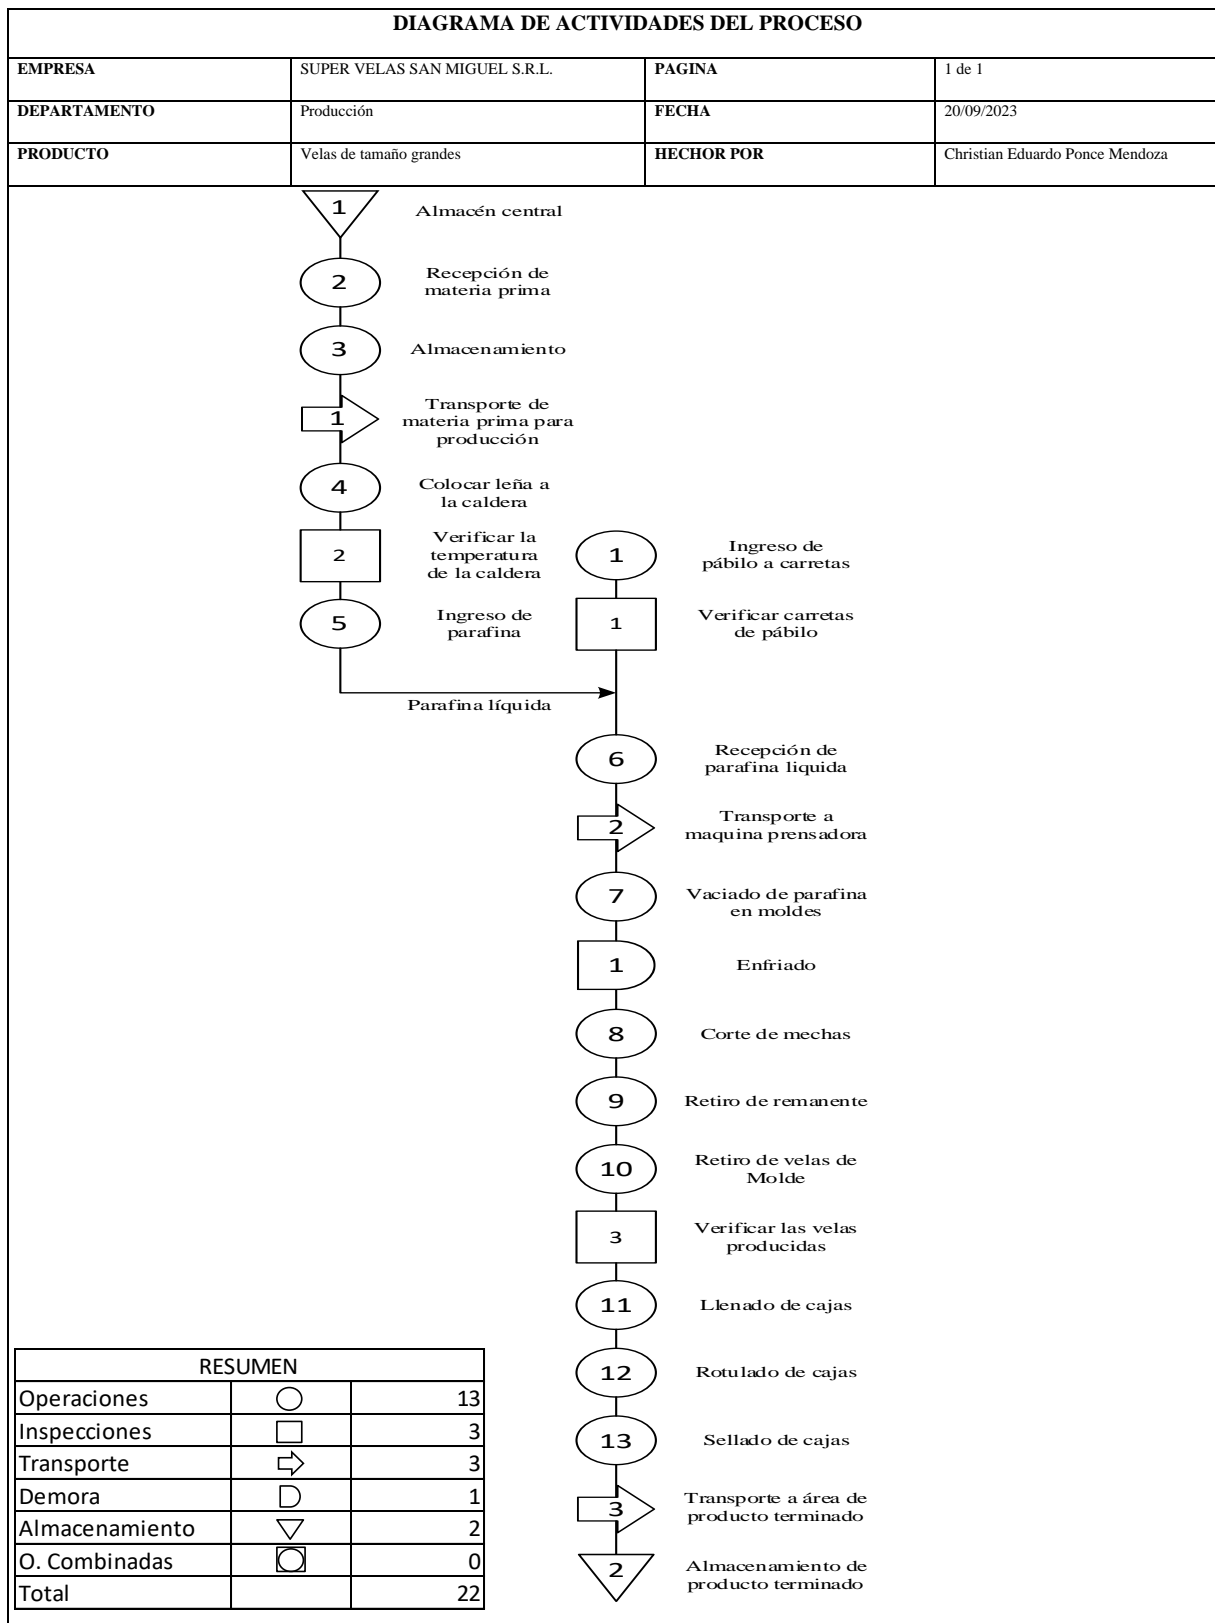 DIAGRAMA DE ACTIVIDADES DEL PROCESO
EMPRESA SUPER VELAS SAN MIGUEL S.R.L. PAGINA 1 de 1
DEPARTAMENTO Producción FECHA 20/09/2023
PRODUCTO Velas de tamaño grandes HECHOR POR Christian Eduardo Ponce Mendoza
1 Almacén central
2 Recepción de
materia prima
3 Almacenamiento
1 Transporte de
materia prima para
producción
4 Colocar leña a
la caldera
2 Verificar la
temperatura
de la caldera
5 Ingreso de
parafina
Parafina líquida
1 Ingreso de
pábilo a carretas
1 Verificar carretas
de pábilo
6 Recepción de
parafina liquida
2 Transporte a
maquina prensadora
7 Vaciado de parafina
en moldes
1 Enfriado
8 Corte de mechas
9 Retiro de remanente
10 Retiro de velas de
Molde
3 Verificar las velas
producidas
11 Llenado de cajas
12 Rotulado de cajas
13 Sellado de cajas
3 Transporte a área de
producto terminado
2 Almacenamiento de
producto terminado
RESUMEN
Operaciones 13
Inspecciones 3
Transporte 3
Demora 1
Almacenamiento 2
O. Combinadas 0
Total 22